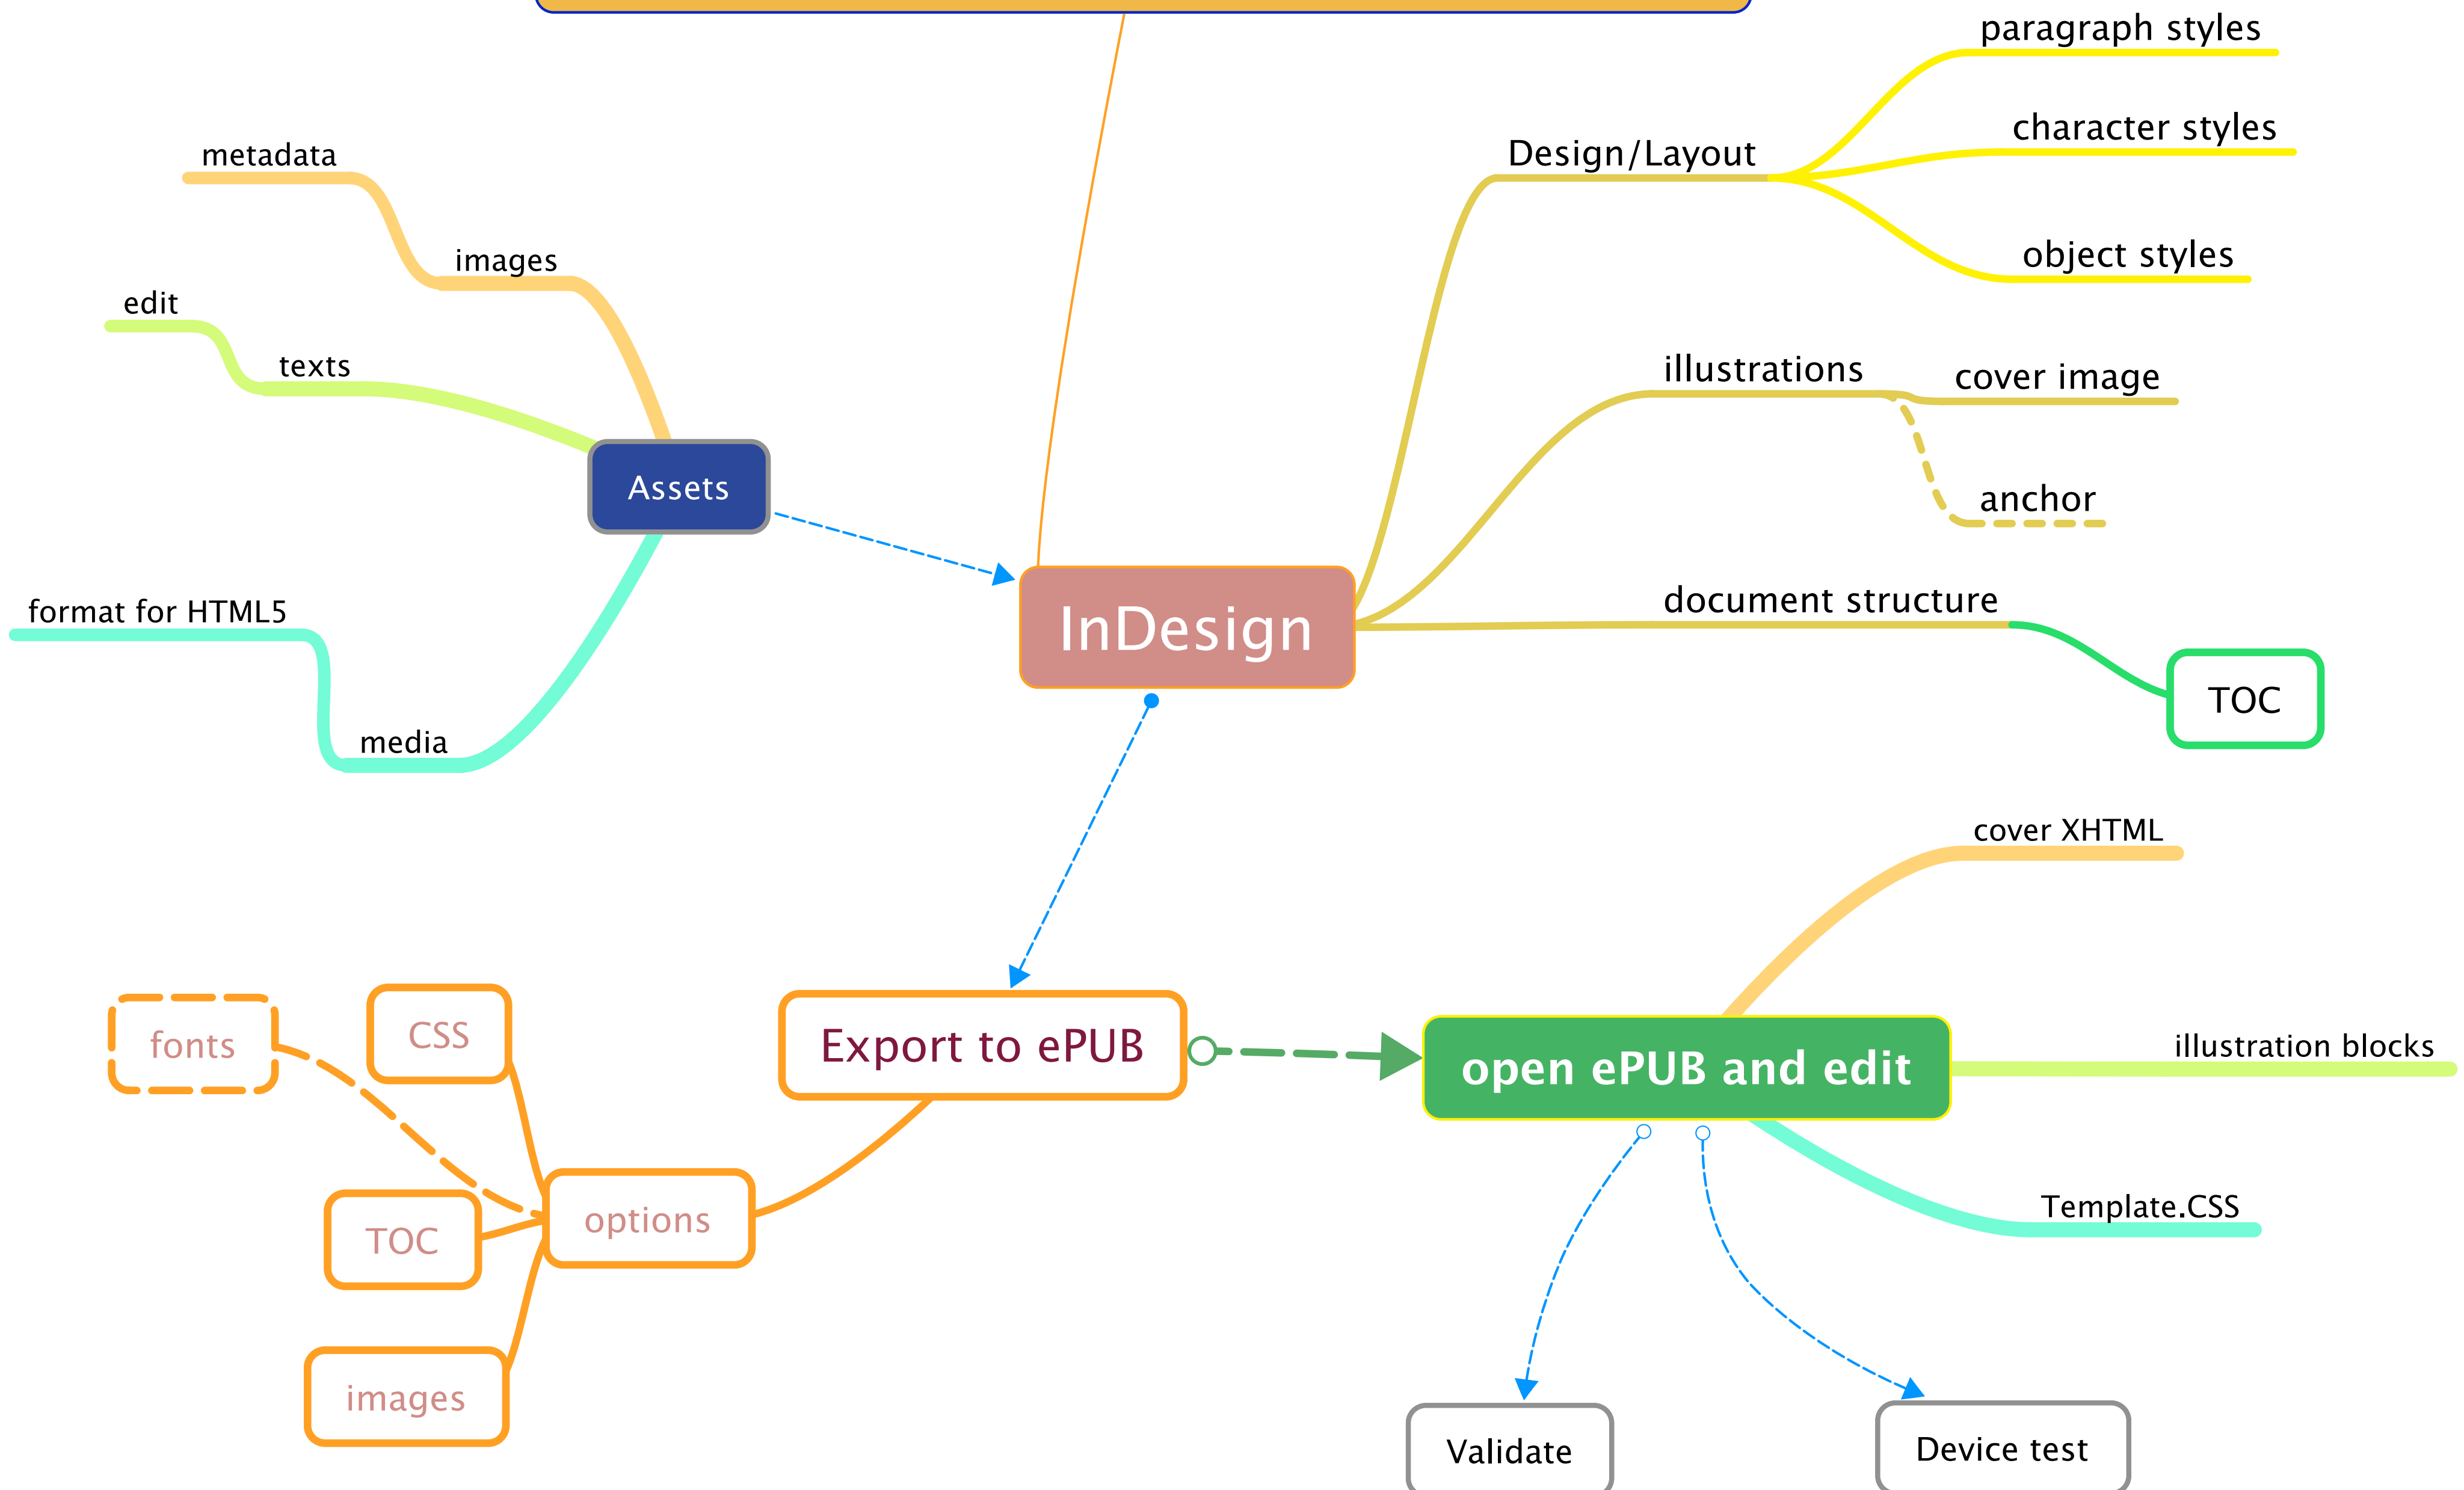 paragraph styles
character styles
Design/Layout
object styles
metadata
images
edit
texts
Assets
format for HTML5
media
illustrations
cover image
anchor
InDesign
document structure
TOC
cover XHTML
fonts
CSS
Export to ePUB
open ePUB and edit
illustration blocks
TOC
options
Template.CSS
images
Validate
Device test